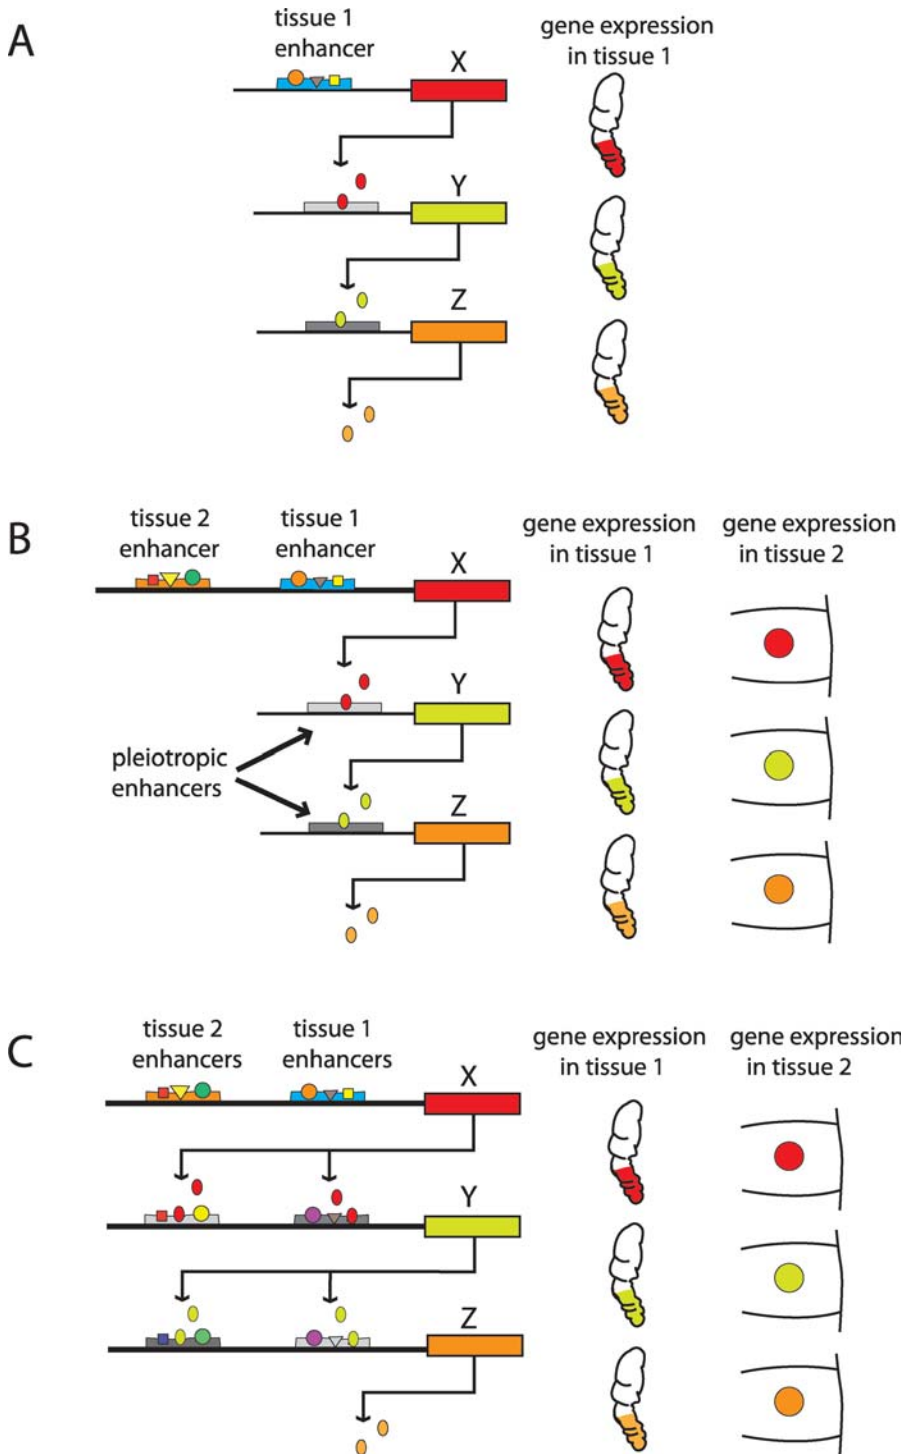 A
tissue 1
enhancer
X
gene expression
in tissue 1
Y
Z
B
tissue 2
enhancer
tissue 1
enhancer
X
gene expression
in tissue 1
gene expression
in tissue 2
Y
pleiotropic
enhancers
Z
C
tissue 2
enhancers
tissue 1
enhancers
X
gene expression
in tissue 1
gene expression
in tissue 2
Y
Z